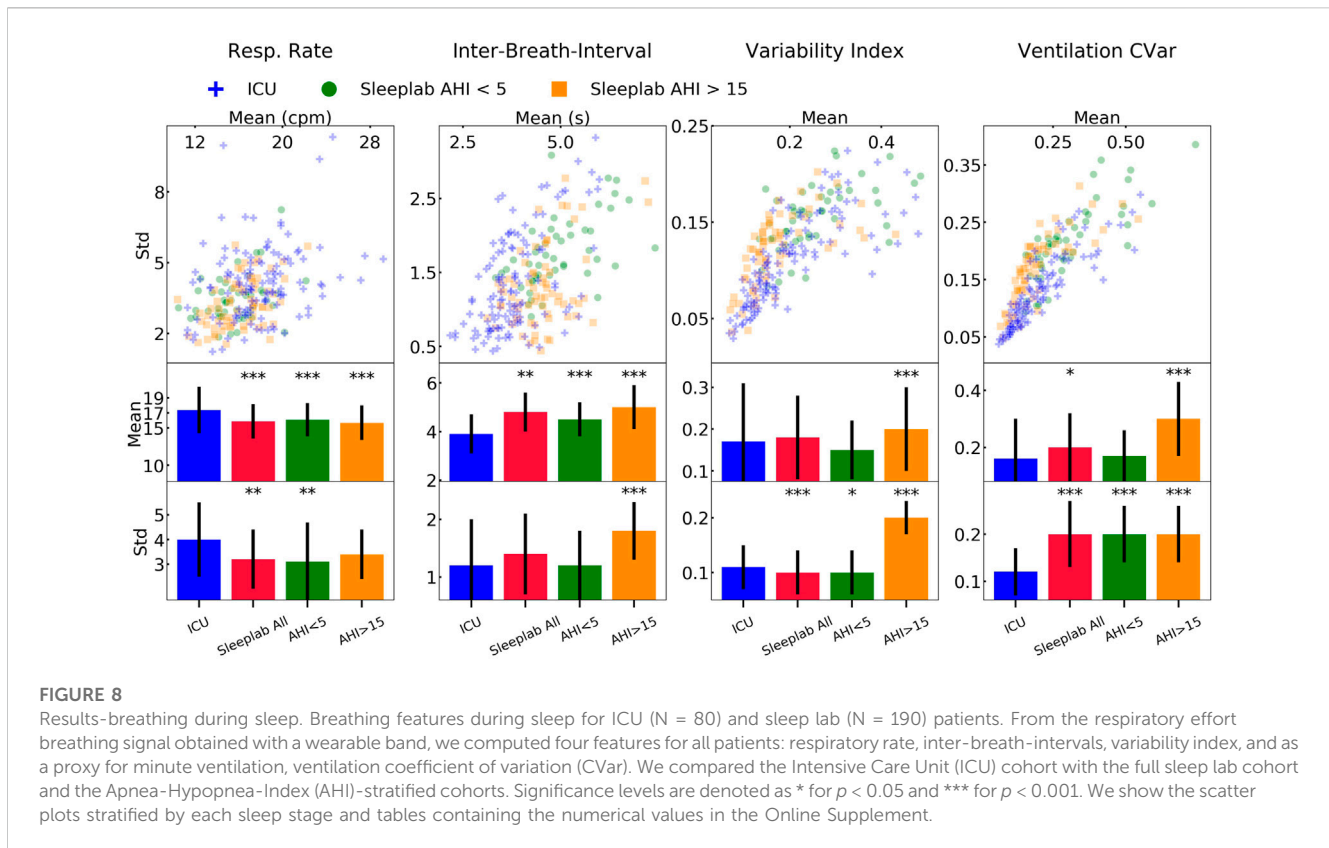 Resp. Rate Inter-Breath-Interval Variability Index Ventilation CVar
ICU Sleeplab AHI < 5 Sleeplab AHI > 15
Mean (cpm) Mean (s) Mean Mean
12 20 28 2.5 5.0 0.2 0.4 0.25 0.50
Std
8
5
2
2.5
1.5
0.5
0.25
0.15
0.05
0.35
0.25
0.15
0.05
*** *** *** ** *** *** *** * ***
Mean
19
17
15
10
6
4
2
0.3
0.2
0.1
0.4
0.2
** ** *** *** * *** *** *** ***
Std
5
4
3
2
1
0.2
0.1
0.2
0.1
ICU Sleeplab All AHI<5 AHI>15 ICU Sleeplab All AHI<5 AHI>15 ICU Sleeplab All AHI<5 AHI>15 ICU Sleeplab All AHI<5 AHI>15
FIGURE 8
Results-breathing during sleep. Breathing features during sleep for ICU (N = 80) and sleep lab (N = 190) patients. From the respiratory effort
breathing signal obtained with a wearable band, we computed four features for all patients: respiratory rate, inter-breath-intervals, variability index, and as
a proxy for minute ventilation, ventilation coefficient of variation (CVar). We compared the Intensive Care Unit (ICU) cohort with the full sleep lab cohort
and the Apnea-Hypopnea-Index (AHI)-stratified cohorts. Significance levels are denoted as * for p < 0.05 and *** for p < 0.001. We show the scatter
plots stratified by each sleep stage and tables containing the numerical values in the Online Supplement.